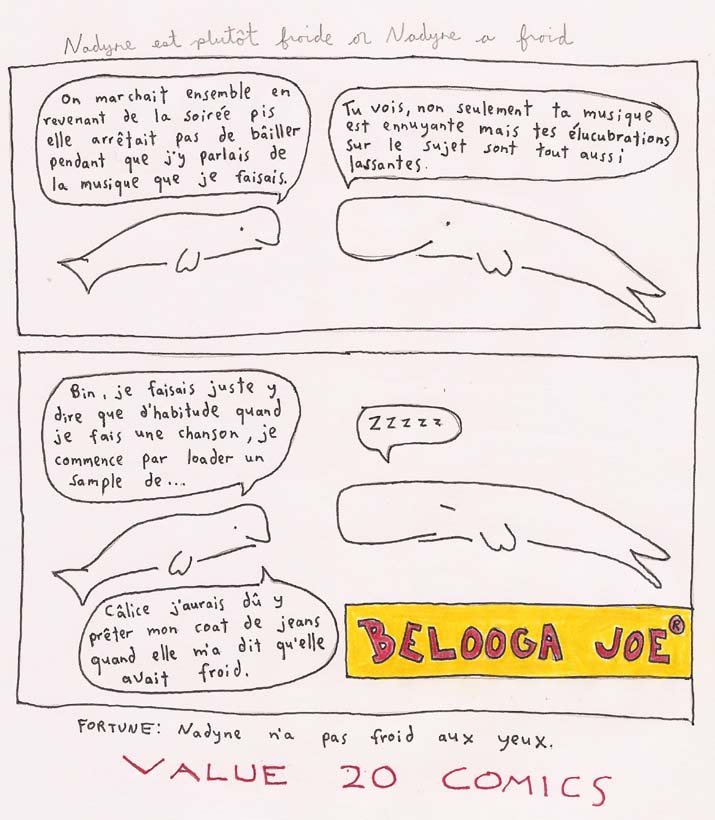 Nadyne est plutôt froide or Nadyne a froid
On marchait ensemble en
revenant de la soirée pis
elle arrêtait pas de bâiller
pendant que j'y parlais de
la musique que je faisais.
Tu vois, non seulement ta musique
est ennuyante mais tes élucubrations
sur le sujet sont tout aussi
lassantes.
Bin, je faisais juste y
dire que d'habitude quand
je fais une chanson, je
commence par loader un
sample de...
Zzzzz
Câlice j'aurais dû y
prêter mon coat de jeans
quand elle m'a dit qu'elle
avait froid.
BELOOGA JOE®
FORTUNE: Nadyne n'a pas froid aux yeux.
VALUE 20 COMICS